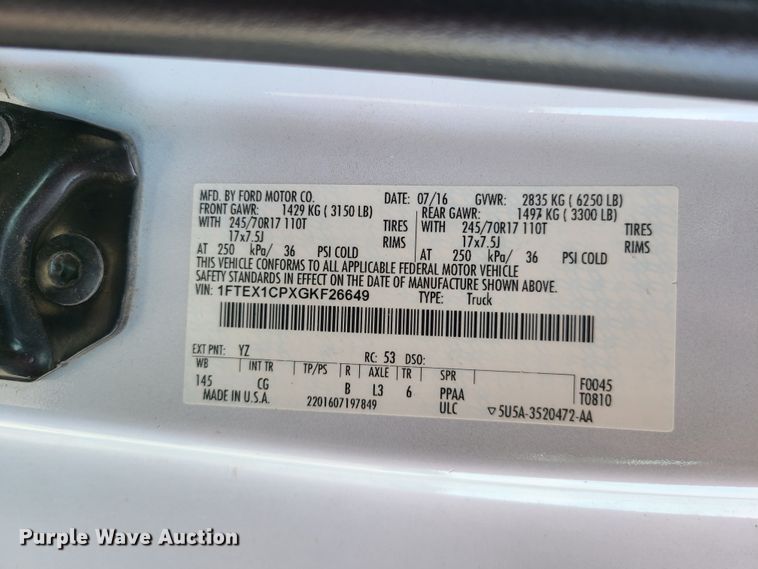 MFD. BY FORD MOTOR CO. DATE: 07/16 GVWR: 2835 KG ( 6250 LB)
FRONT GAWR: 1429 KG ( 3150 LB) REAR GAWR: 1497 KG ( 3300 LB)
WITH 245/70R17 110T TIRES WITH 245/70R17 110T TIRES
17x7.5J RIMS 17x7.5J RIMS
AT 250 kPa/ 36 PSI COLD AT 250 kPa/ 36 PSI COLD
THIS VEHICLE CONFORMS TO ALL APPLICABLE FEDERAL MOTOR VEHICLE
SAFETY STANDARDS IN EFFECT ON THE DATE OF MANUFACTURE SHOWN ABOVE.
VIN: 1FTEX1CPXGKF26649 TYPE: Truck
EXT PNT: YZ RC: 53 DSO:
WB INT TR TP/PS R AXLE TR SPR F0045
145 CG B L3 6 PPAA T0810
MADE IN U.S.A. 2201607197849 ULC ▽5U5A-3520472-AA
Purple Wave Auction